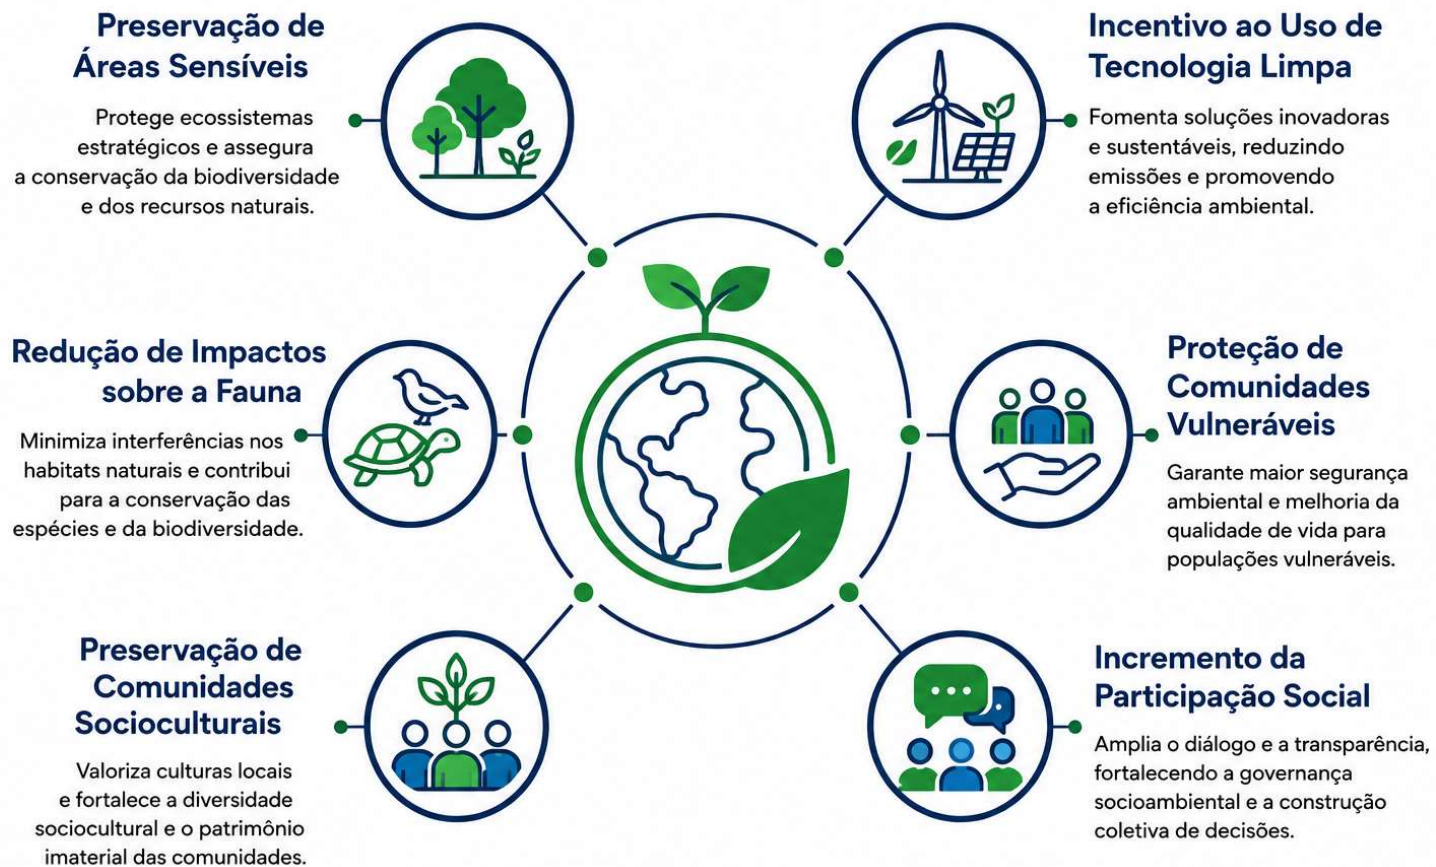 Preservação de
Áreas Sensíveis
Protege ecossistemas
estratégicos e assegura
a conservação da biodiversidade
e dos recursos naturais.
Incentivo ao Uso de
Tecnologia Limpa
Fomenta soluções inovadoras
e sustentáveis, reduzindo
emissões e promovendo
a eficiência ambiental.
Redução de Impactos
sobre a Fauna
Minimiza interferências nos
habitats naturais e contribui
para a conservação das
espécies e da biodiversidade.
Proteção de
Comunidades
Vulneráveis
Garante maior segurança
ambiental e melhoria da
qualidade de vida para
populações vulneráveis.
Preservação de
Comunidades
Socioculturais
Valoriza culturas locais
e fortalece a diversidade
sociocultural e o patrimônio
imaterial das comunidades.
Incremento da
Participação Social
Amplia o diálogo e a transparência,
fortalecendo a governança
socioambiental e a construção
coletiva de decisões.